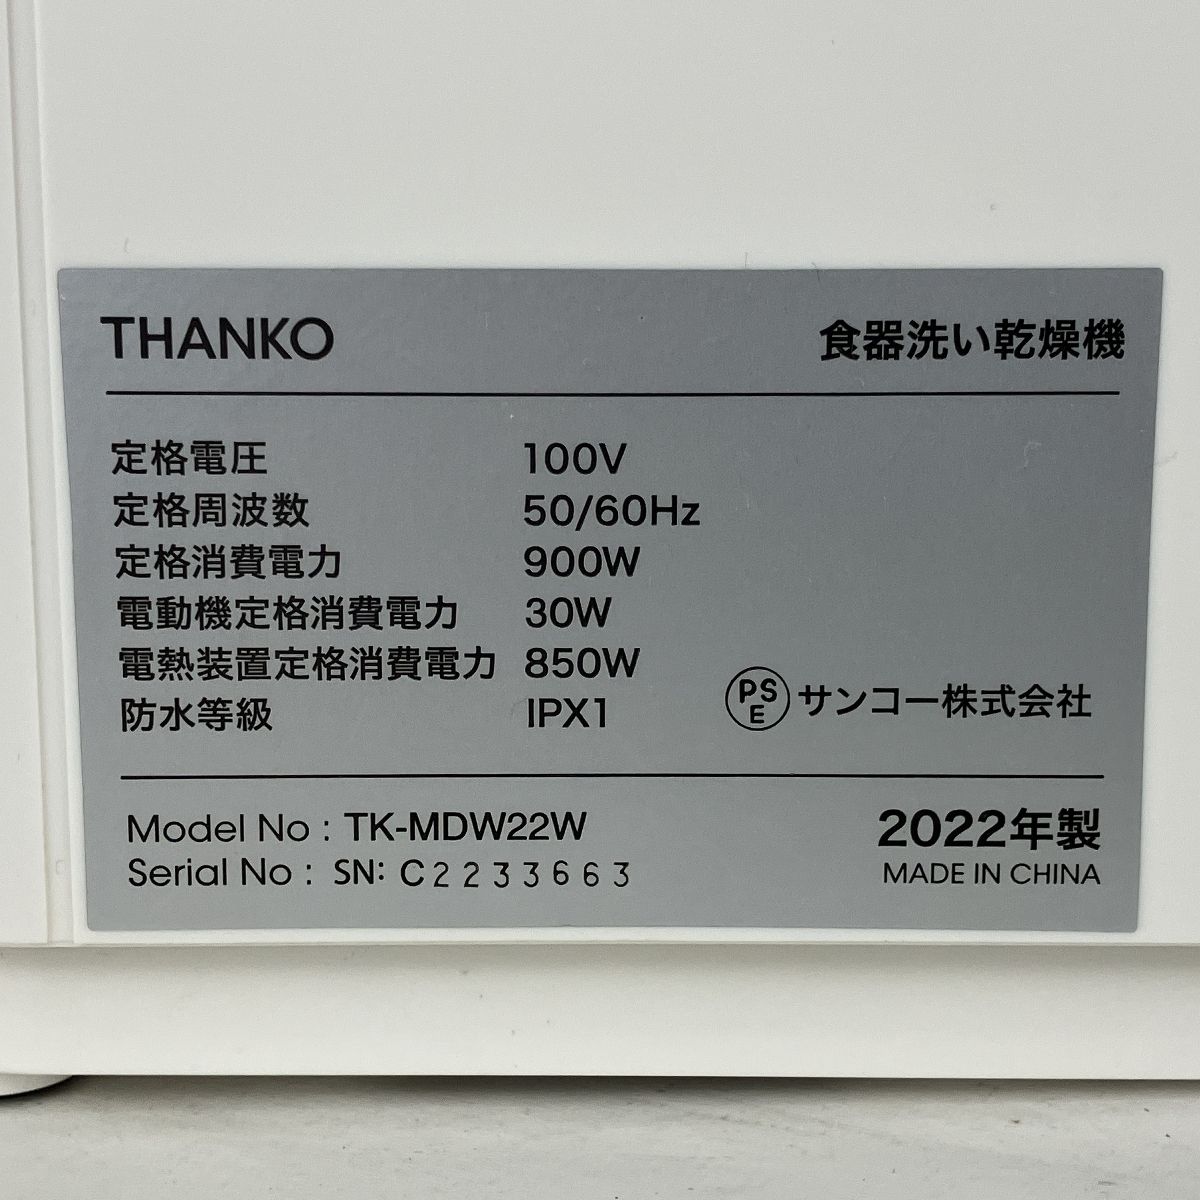 THANKO 食器洗い乾燥機
定格電圧 100V
定格周波数 50/60Hz
定格消費電力 900W
電動機定格消費電力 30W
電熱装置定格消費電力 850W
防水等級 IPX1
PSE サンコー株式会社
Model No : TK-MDW22W 2022年製
Serial No : SN: C2233663 MADE IN CHINA